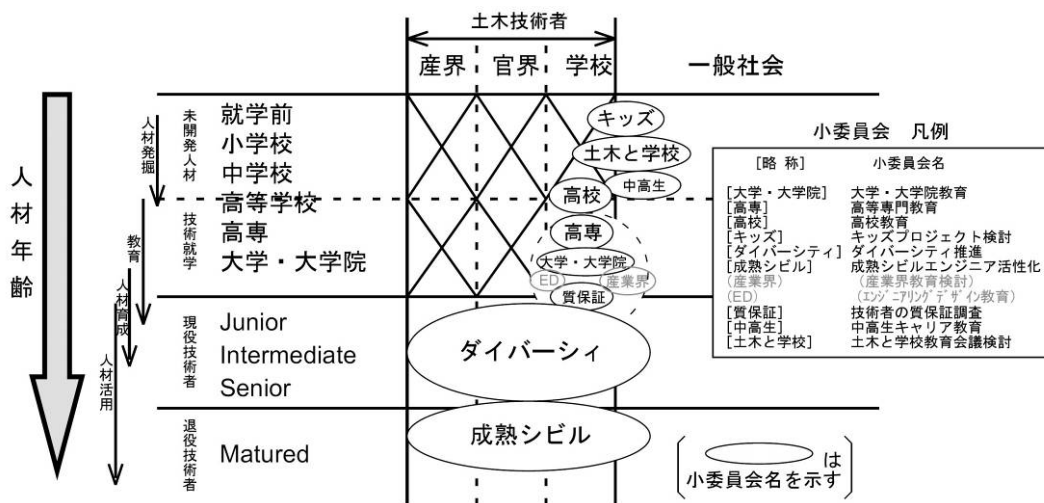 土木技術者
産界 官界 学校 一般社会
人材年齢
人材発掘
教育
人材育成
人材活用
未開発人材
技術就学
現役技術者
退役技術者
就学前
小学校
中学校
高等学校
高専
大学・大学院
Junior
Intermediate
Senior
Matured
キッズ
土木と学校
中高生
高校
高専
大学・大学院
ED 産業界
質保証
ダイバーシィ
成熟シビル
小委員会 凡例
[略 称] 小委員会名
[大学・大学院] 大学・大学院教育
[高専] 高等専門教育
[高校] 高校教育
[キッズ] キッズプロジェクト検討
[ダイバーシティ] ダイバーシティ推進
[成熟シビル] 成熟シビルエンジニア活性化
(産業界) (産業界教育検討)
(ED) (エンジニアリングデザイン教育)
[質保証] 技術者の質保証調査
[中高生] 中高生キャリア教育
[土木と学校] 土木と学校教育会議検討
は
小委員会名を示す